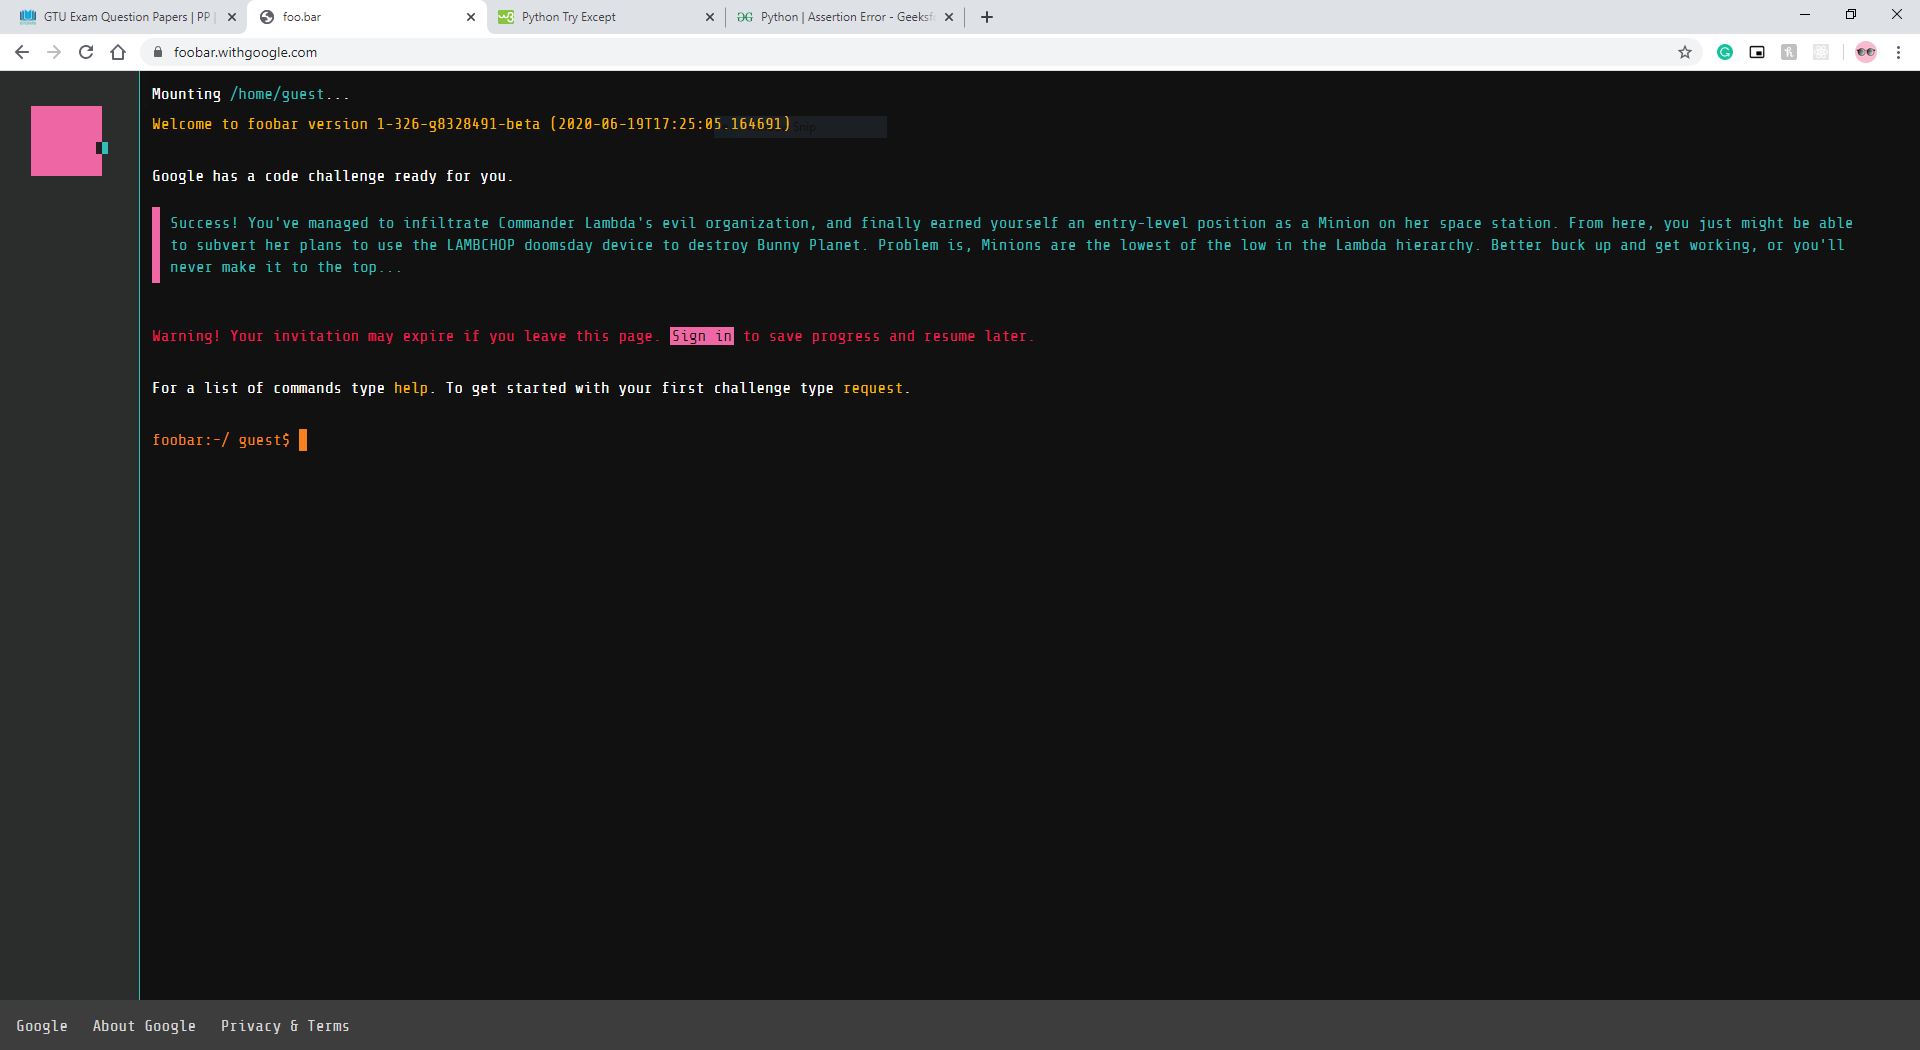 GTU Exam Question Papers | PP |
foo.bar
Python Try Except
Python | Assertion Error - Geeksf
foobar.withgoogle.com
Mounting /home/guest...
Welcome to foobar version 1-326-g8328491-beta (2020-06-19T17:25:05.164691)
Snip
Google has a code challenge ready for you.
Success! You've managed to infiltrate Commander Lambda's evil organization, and finally earned yourself an entry-level position as a Minion on her space station. From here, you just might be able
to subvert her plans to use the LAMBCHOP doomsday device to destroy Bunny Planet. Problem is, Minions are the lowest of the low in the Lambda hierarchy. Better buck up and get working, or you'll
never make it to the top...
Warning! Your invitation may expire if you leave this page. Sign in to save progress and resume later.
For a list of commands type help. To get started with your first challenge type request.
foobar:~/ guest$
Google About Google Privacy & Terms